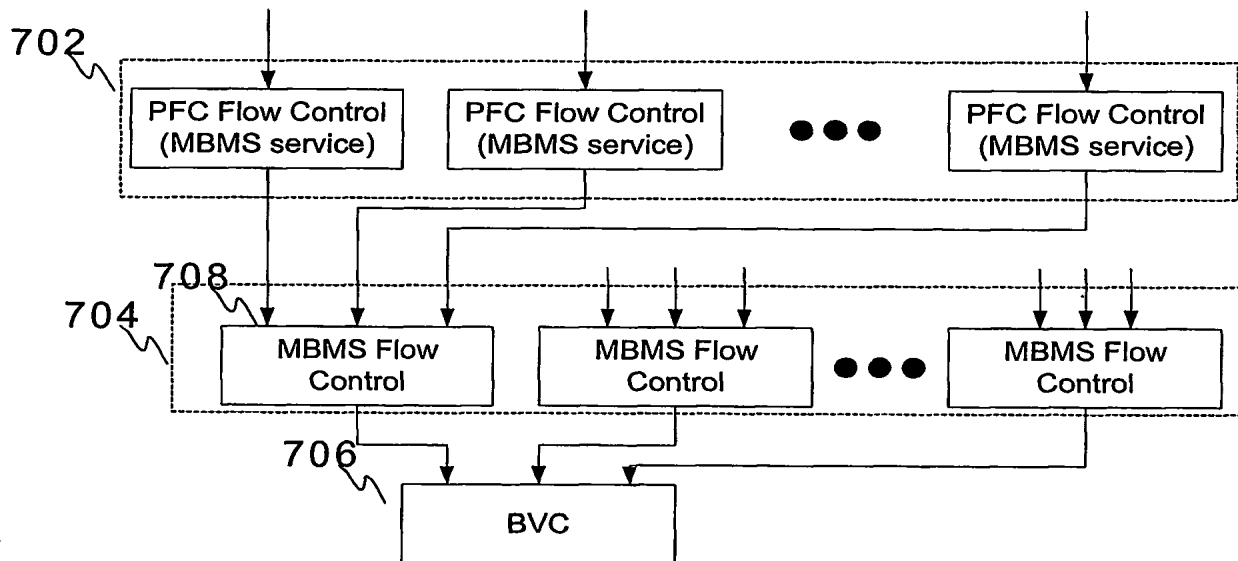 702
PFC Flow Control
(MBMS service)
PFC Flow Control
(MBMS service)
PFC Flow Control
(MBMS service)
708
704
MBMS Flow
Control
MBMS Flow
Control
MBMS Flow
Control
706
BVC